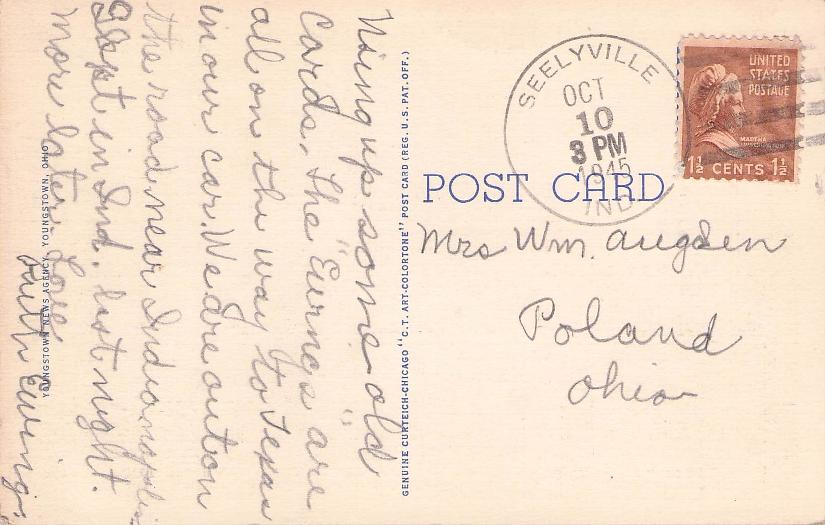 Using up some old
Cards. The "Ewings" are
all on the way to Texas
in our car. We are out on
the road near Indianapolis.
Slept in Ind. last night.
more later. Love
Ruth Ewing.
YOUNGSTOWN NEWS AGENCY, YOUNGSTOWN, OHIO
GENUINE CURTEICH-CHICAGO "C.T. ART-COLORTONE" POST CARD (REG. U.S. PAT. OFF.)
SEELYVILLE
OCT
10
3 PM
1945
IND
UNITED
STATES
POSTAGE
MARTHA
WASHINGTON
1½ CENTS 1½
POST CARD
Mrs Wm. Augden
Poland
Ohio